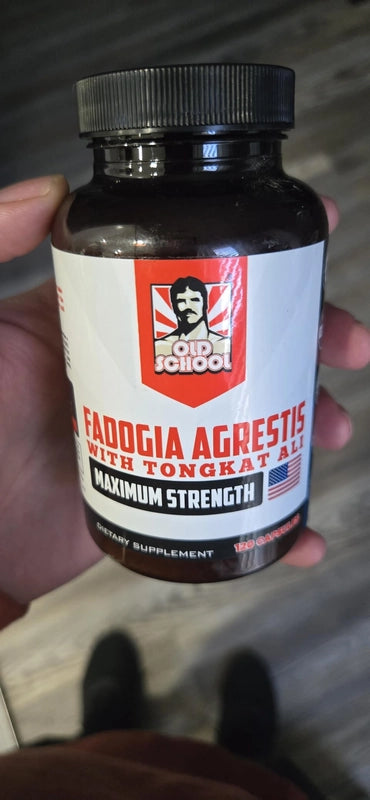 OLD
SCHOOL
FADOGIA AGRESTIS
WITH TONGKAT ALI
MAXIMUM STRENGTH
DIETARY SUPPLEMENT
120 CAPSULES